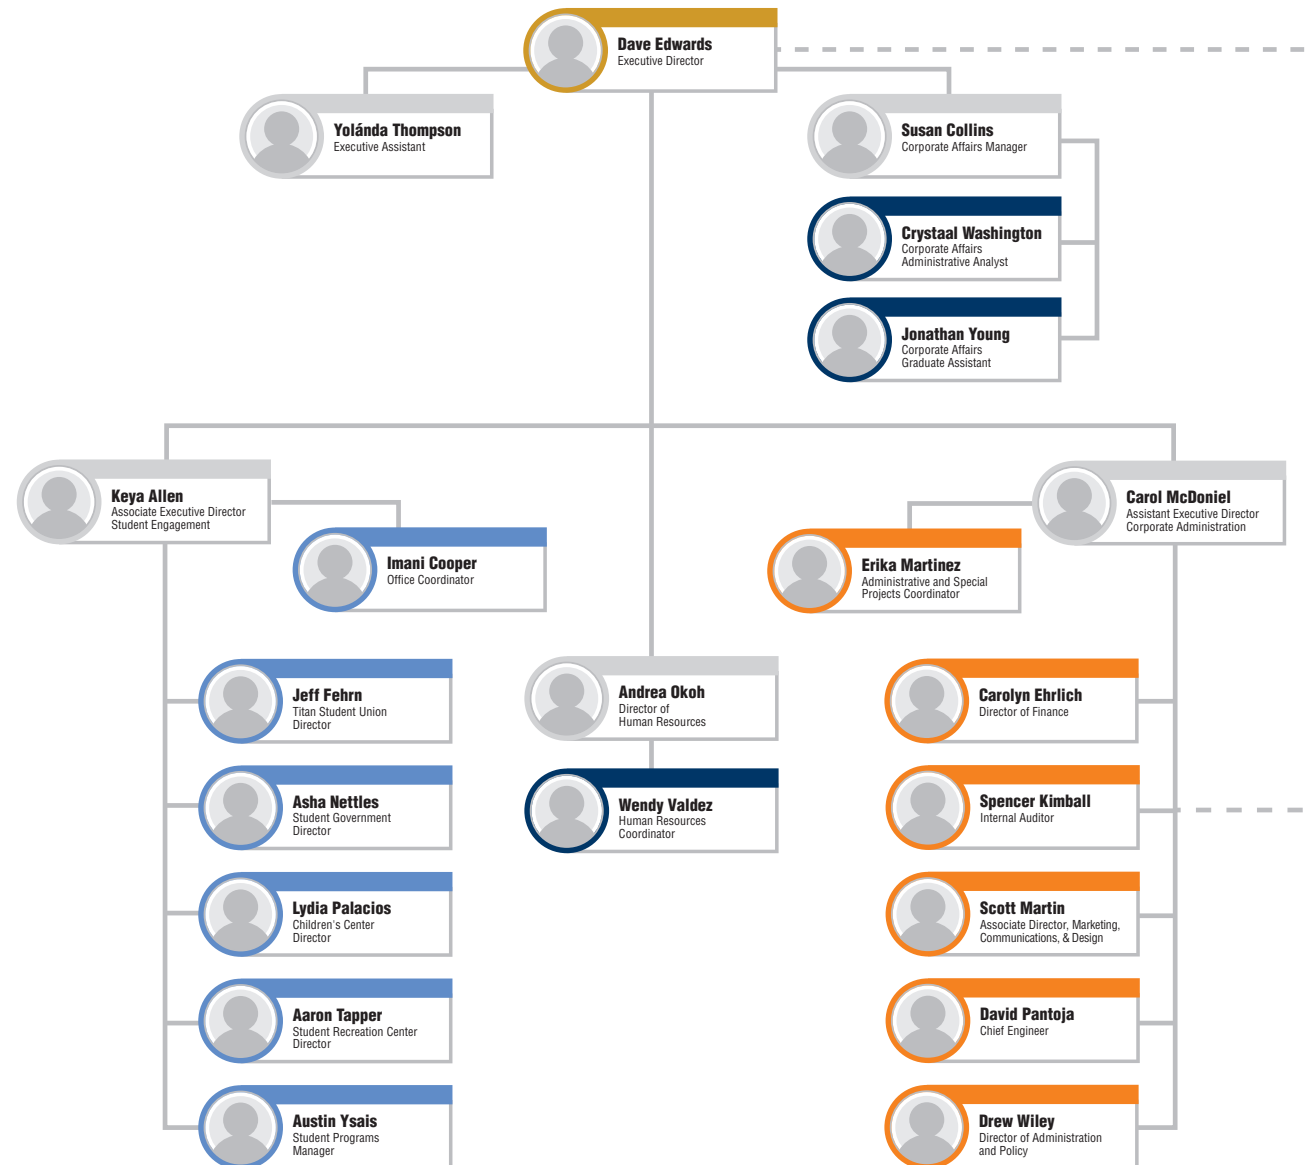 Dave Edwards
Executive Director
Yolánda Thompson
Executive Assistant
Susan Collins
Corporate Affairs Manager
Crystaal Washington
Corporate Affairs
Administrative Analyst
Jonathan Young
Corporate Affairs
Graduate Assistant
Keya Allen
Associate Executive Director
Student Engagement
Carol McDoniel
Assistant Executive Director
Corporate Administration
Imani Cooper
Office Coordinator
Erika Martinez
Administrative and Special
Projects Coordinator
Jeff Fehrn
Titan Student Union
Director
Andrea Okoh
Director of
Human Resources
Carolyn Ehrlich
Director of Finance
Asha Nettles
Student Government
Director
Wendy Valdez
Human Resources
Coordinator
Spencer Kimball
Internal Auditor
Lydia Palacios
Children's Center
Director
Scott Martin
Associate Director, Marketing,
Communications, & Design
Aaron Tapper
Student Recreation Center
Director
David Pantoja
Chief Engineer
Austin Ysais
Student Programs
Manager
Drew Wiley
Director of Administration
and Policy